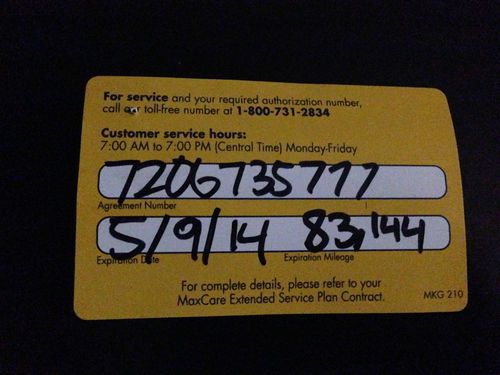 For service and your required authorization number,
call our toll-free number at 1-800-731-2834
Customer service hours:
7:00 AM to 7:00 PM (Central Time) Monday-Friday
7206735777
Agreement Number
5/9/14 83,144
Expiration Date Expiration Mileage
For complete details, please refer to your
MaxCare Extended Service Plan Contract.
MKG 210